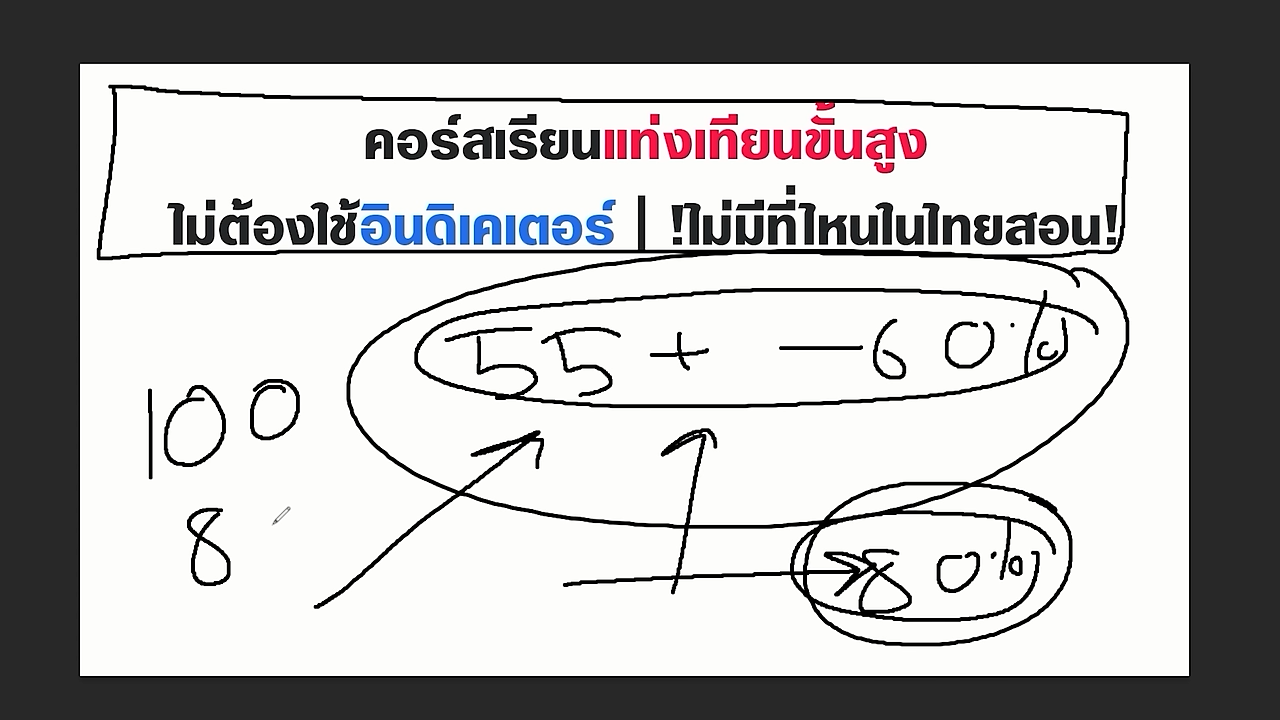 คอร์สเรียนแท่งเทียนขั้นสูง
ไม่ต้องใช้อินดิเคเตอร์ | !ไม่มีที่ไหนในไทยสอน!
55 + — 60%
100
8
80%